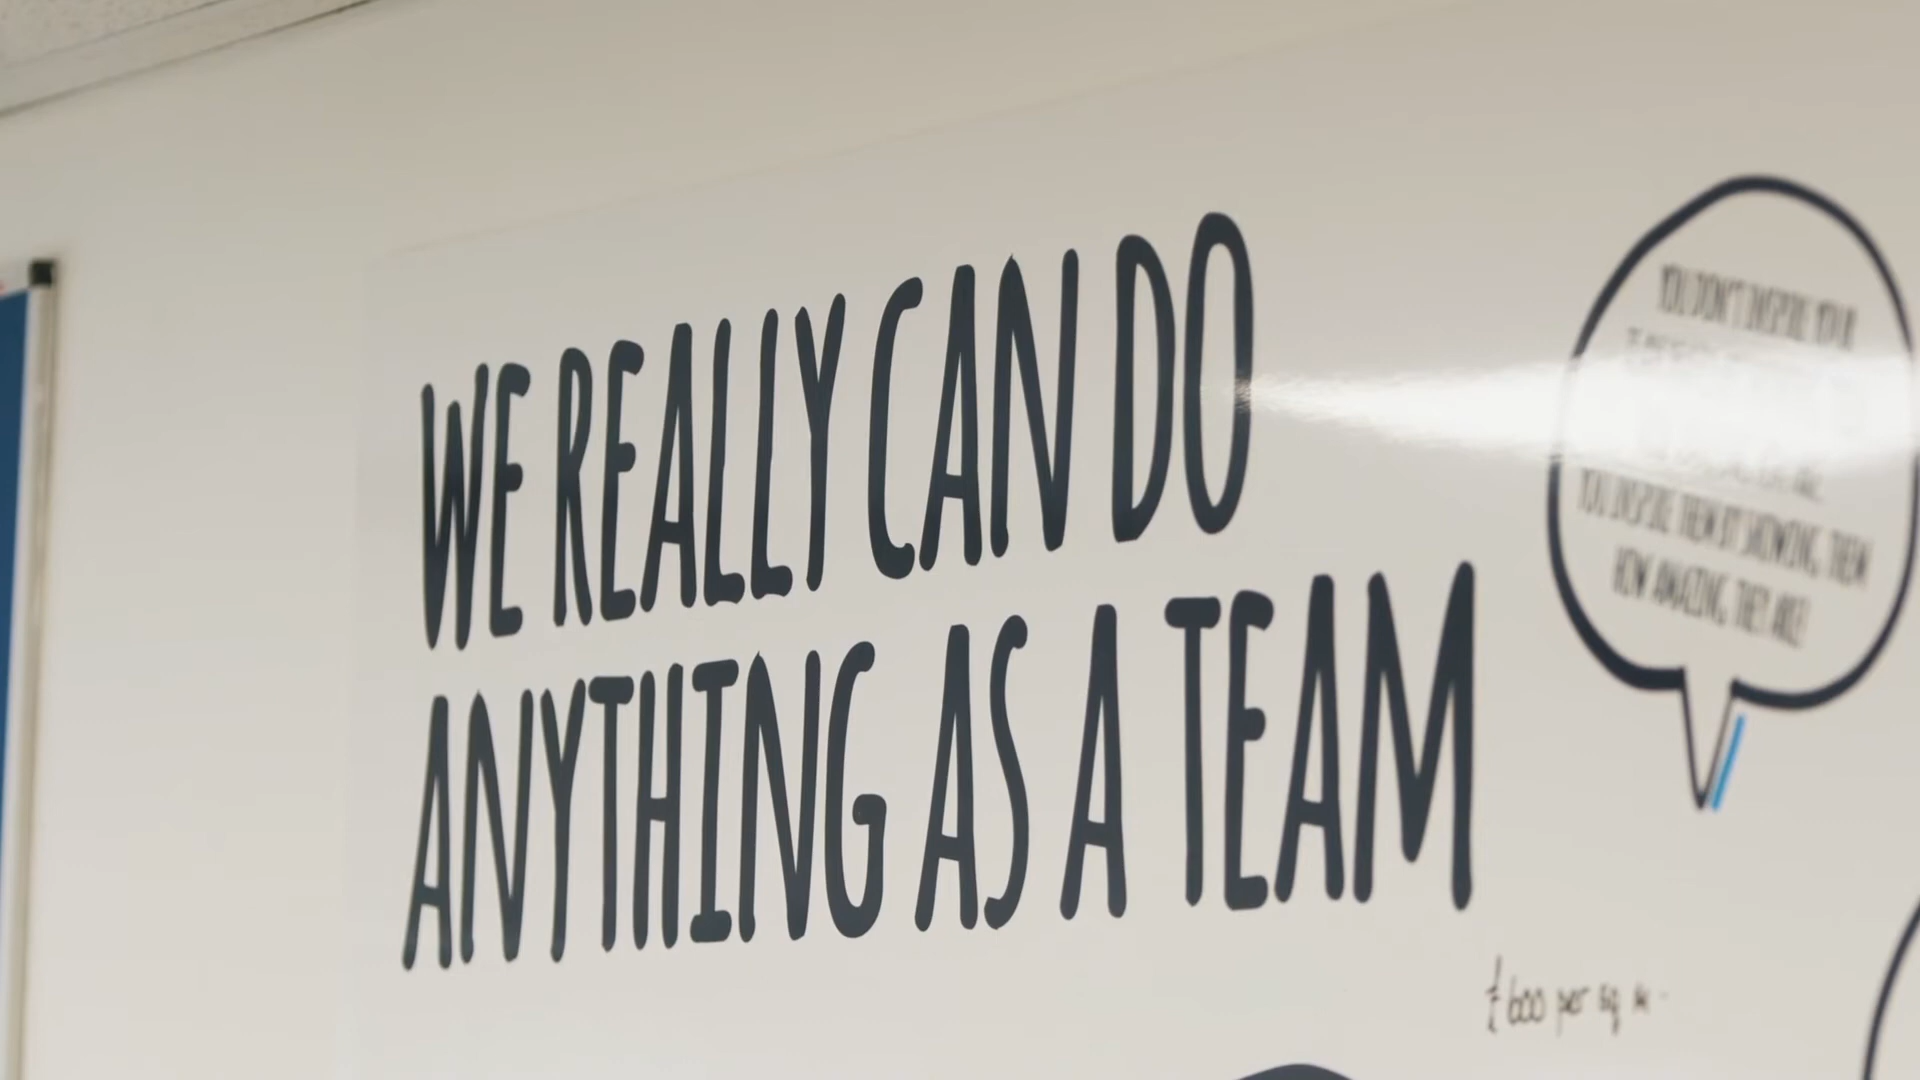 WE REALLY CAN DO
ANYTHING AS A TEAM
YOU DON'T INSPIRE YOUR
YOU INSPIRE THEM BY SHOWING THEM
HOW AMAZING THEY ARE!
£600 per sq m